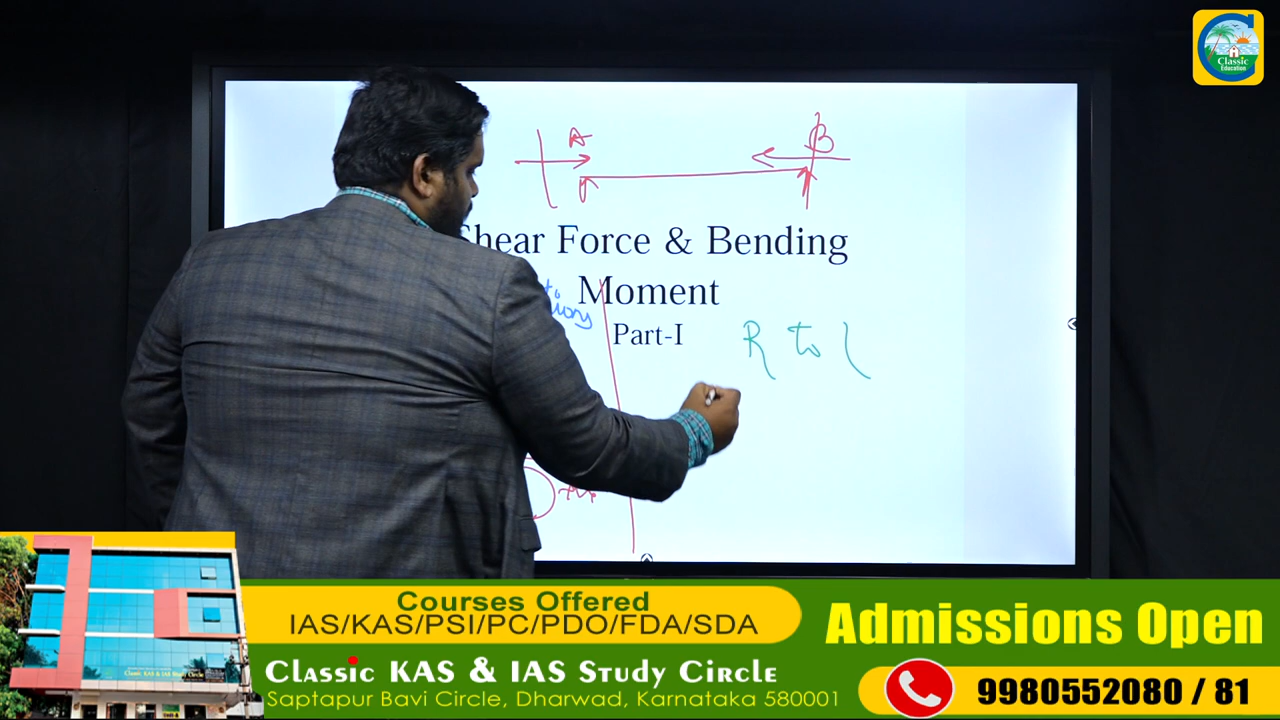 Classic
Education
A
B
Shear Force & Bending
Moment
Part-I
R to L
+ve
Courses Offered
IAS/KAS/PSI/PC/PDO/FDA/SDA
Admissions Open
Classic KAS & IAS Study Circle
Saptapur Bavi Circle, Dharwad, Karnataka 580001
9980552080 / 81